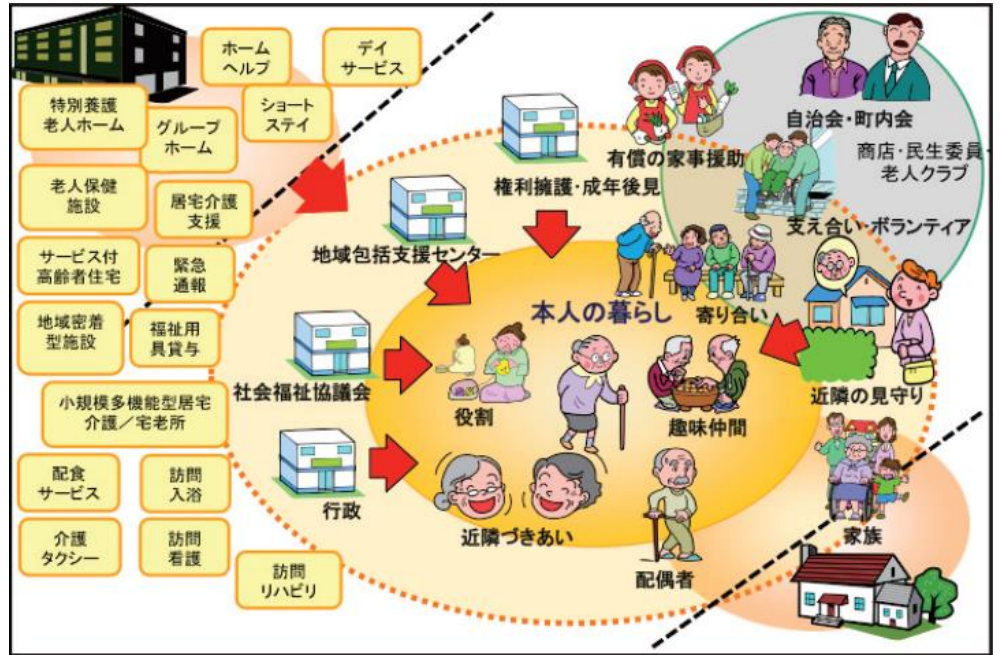 ホーム
ヘルプ
デイ
サービス
特別養護
老人ホーム
グループ
ホーム
ショート
ステイ
老人保健
施設
居宅介護
支援
サービス付
高齢者住宅
緊急
通報
地域密着
型施設
福祉用
具貸与
小規模多機能型居宅
介護／宅老所
配食
サービス
訪問
入浴
介護
タクシー
訪問
看護
訪問
リハビリ
権利擁護・成年後見
地域包括支援センター
社会福祉協議会
行政
有償の家事援助
自治会・町内会
商店・民生委員・
老人クラブ
支え合い・ボランティア
本人の暮らし
寄り合い
近隣の見守り
役割
趣味仲間
近隣づきあい
配偶者
家族